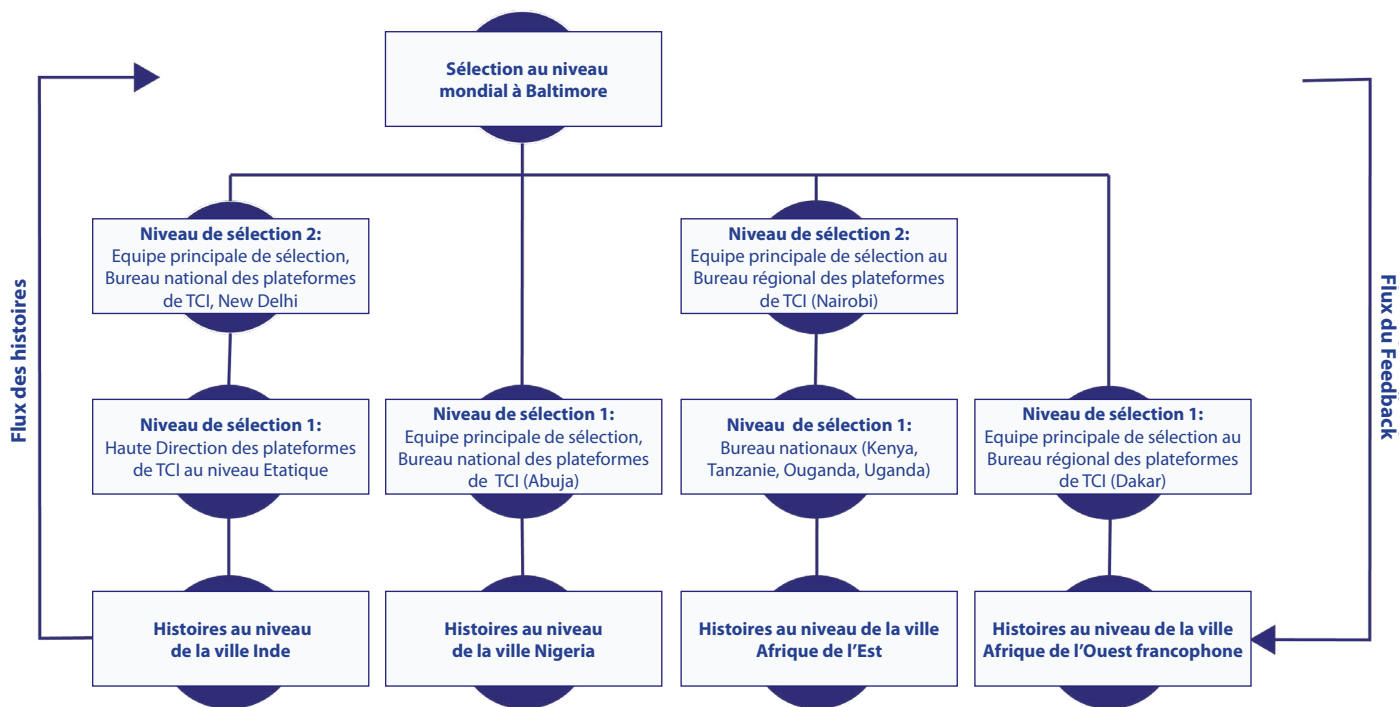 Sélection au niveau
mondial à Baltimore
Flux des histoires
Flux du Feedback
Niveau de sélection 2:
Equipe principale de sélection,
Bureau national des plateformes
de TCI, New Delhi
Niveau de sélection 2:
Equipe principale de sélection au
Bureau régional des plateformes
de TCI (Nairobi)
Niveau de sélection 1:
Haute Direction des plateformes
de TCI au niveau Etatique
Niveau de sélection 1:
Equipe principale de sélection,
Bureau national des plateformes
de TCI (Abuja)
Niveau de sélection 1:
Bureau nationaux (Kenya,
Tanzanie, Ouganda, Uganda)
Niveau de sélection 1:
Equipe principale de sélection au
Bureau régional des plateformes
de TCI (Dakar)
Histoires au niveau
de la ville Inde
Histoires au niveau
de la ville Nigeria
Histoires au niveau de la ville
Afrique de l'Est
Histoires au niveau de la ville
Afrique de l'Ouest francophone